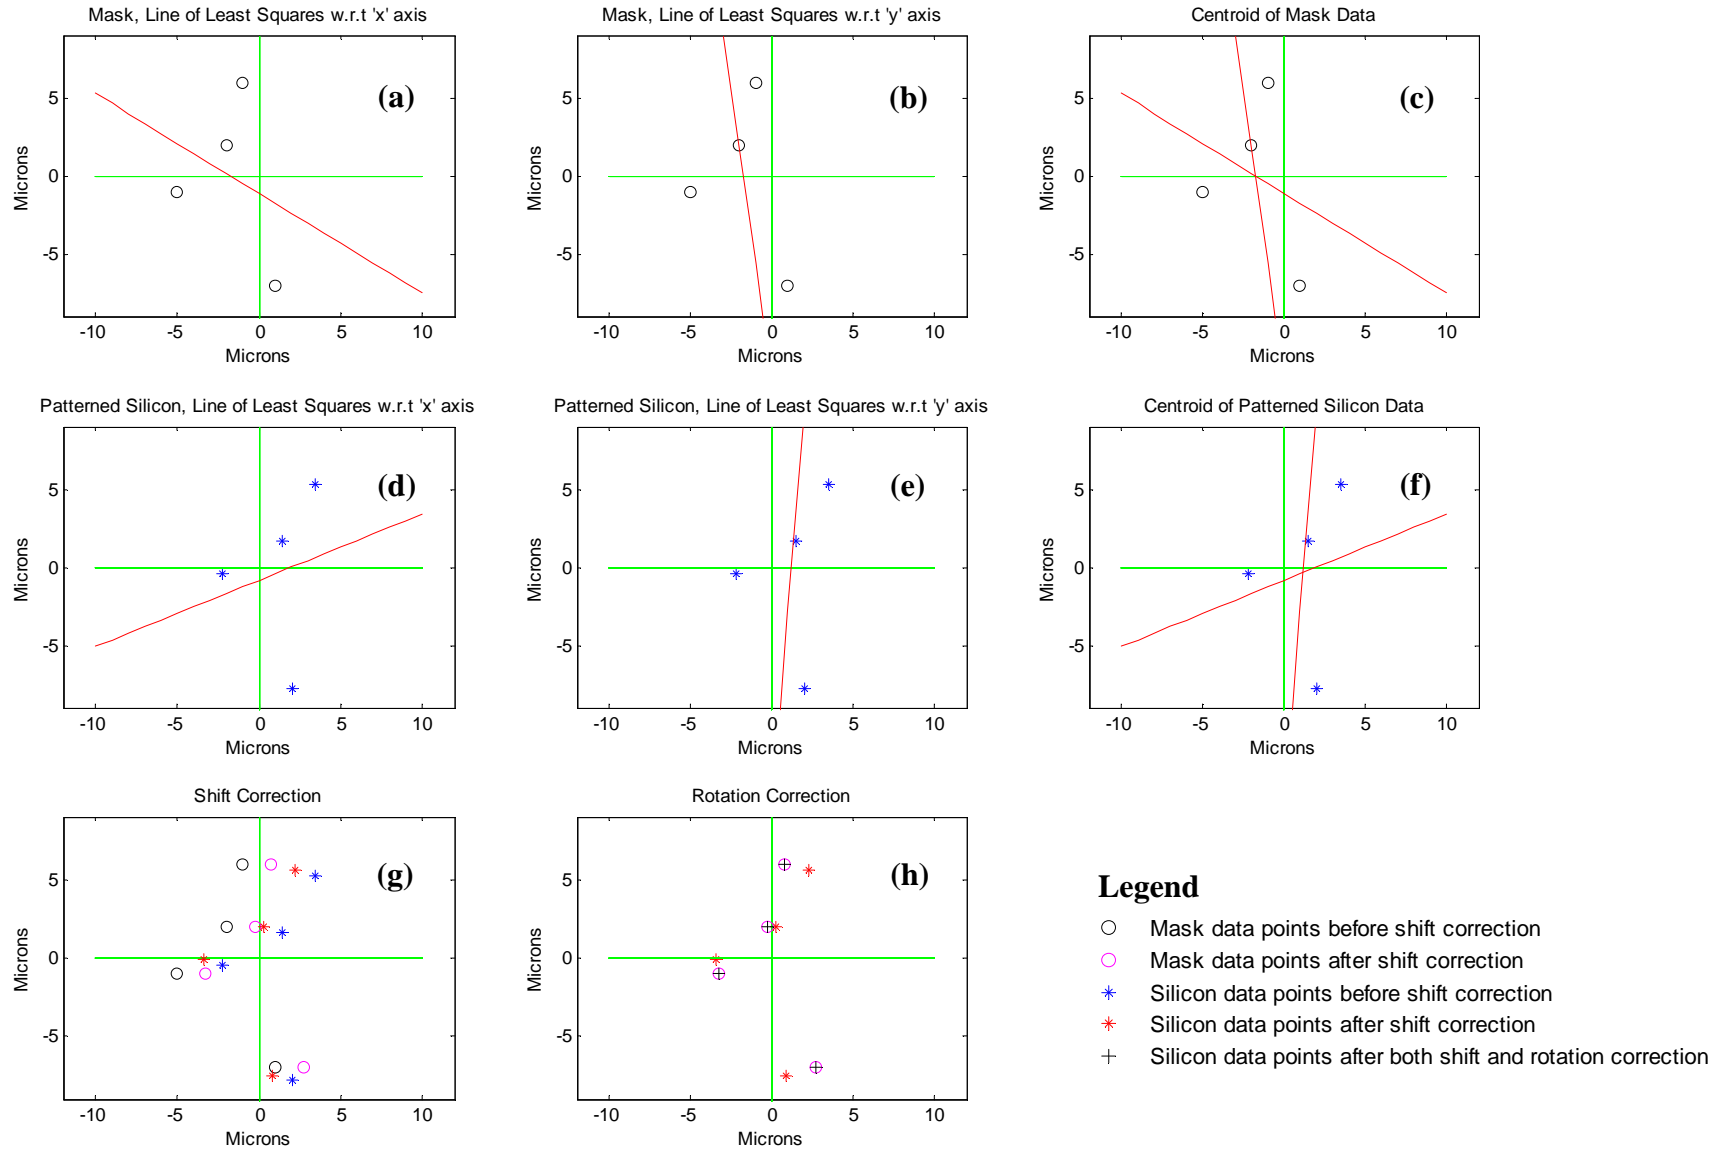 Mask, Line of Least Squares w.r.t 'x' axis
(a)
5
0
-5
-10 -5 0 5 10
Microns
Microns
Mask, Line of Least Squares w.r.t 'y' axis
(b)
5
0
-5
-10 -5 0 5 10
Microns
Microns
Centroid of Mask Data
(c)
5
0
-5
-10 -5 0 5 10
Microns
Microns
Patterned Silicon, Line of Least Squares w.r.t 'x' axis
(d)
5
0
-5
-10 -5 0 5 10
Microns
Microns
Patterned Silicon, Line of Least Squares w.r.t 'y' axis
(e)
5
0
-5
-10 -5 0 5 10
Microns
Microns
Centroid of Patterned Silicon Data
(f)
5
0
-5
-10 -5 0 5 10
Microns
Microns
Shift Correction
(g)
5
0
-5
-10 -5 0 5 10
Microns
Microns
Rotation Correction
(h)
5
0
-5
-10 -5 0 5 10
Microns
Microns
Legend
Mask data points before shift correction
Mask data points after shift correction
Silicon data points before shift correction
Silicon data points after shift correction
Silicon data points after both shift and rotation correction